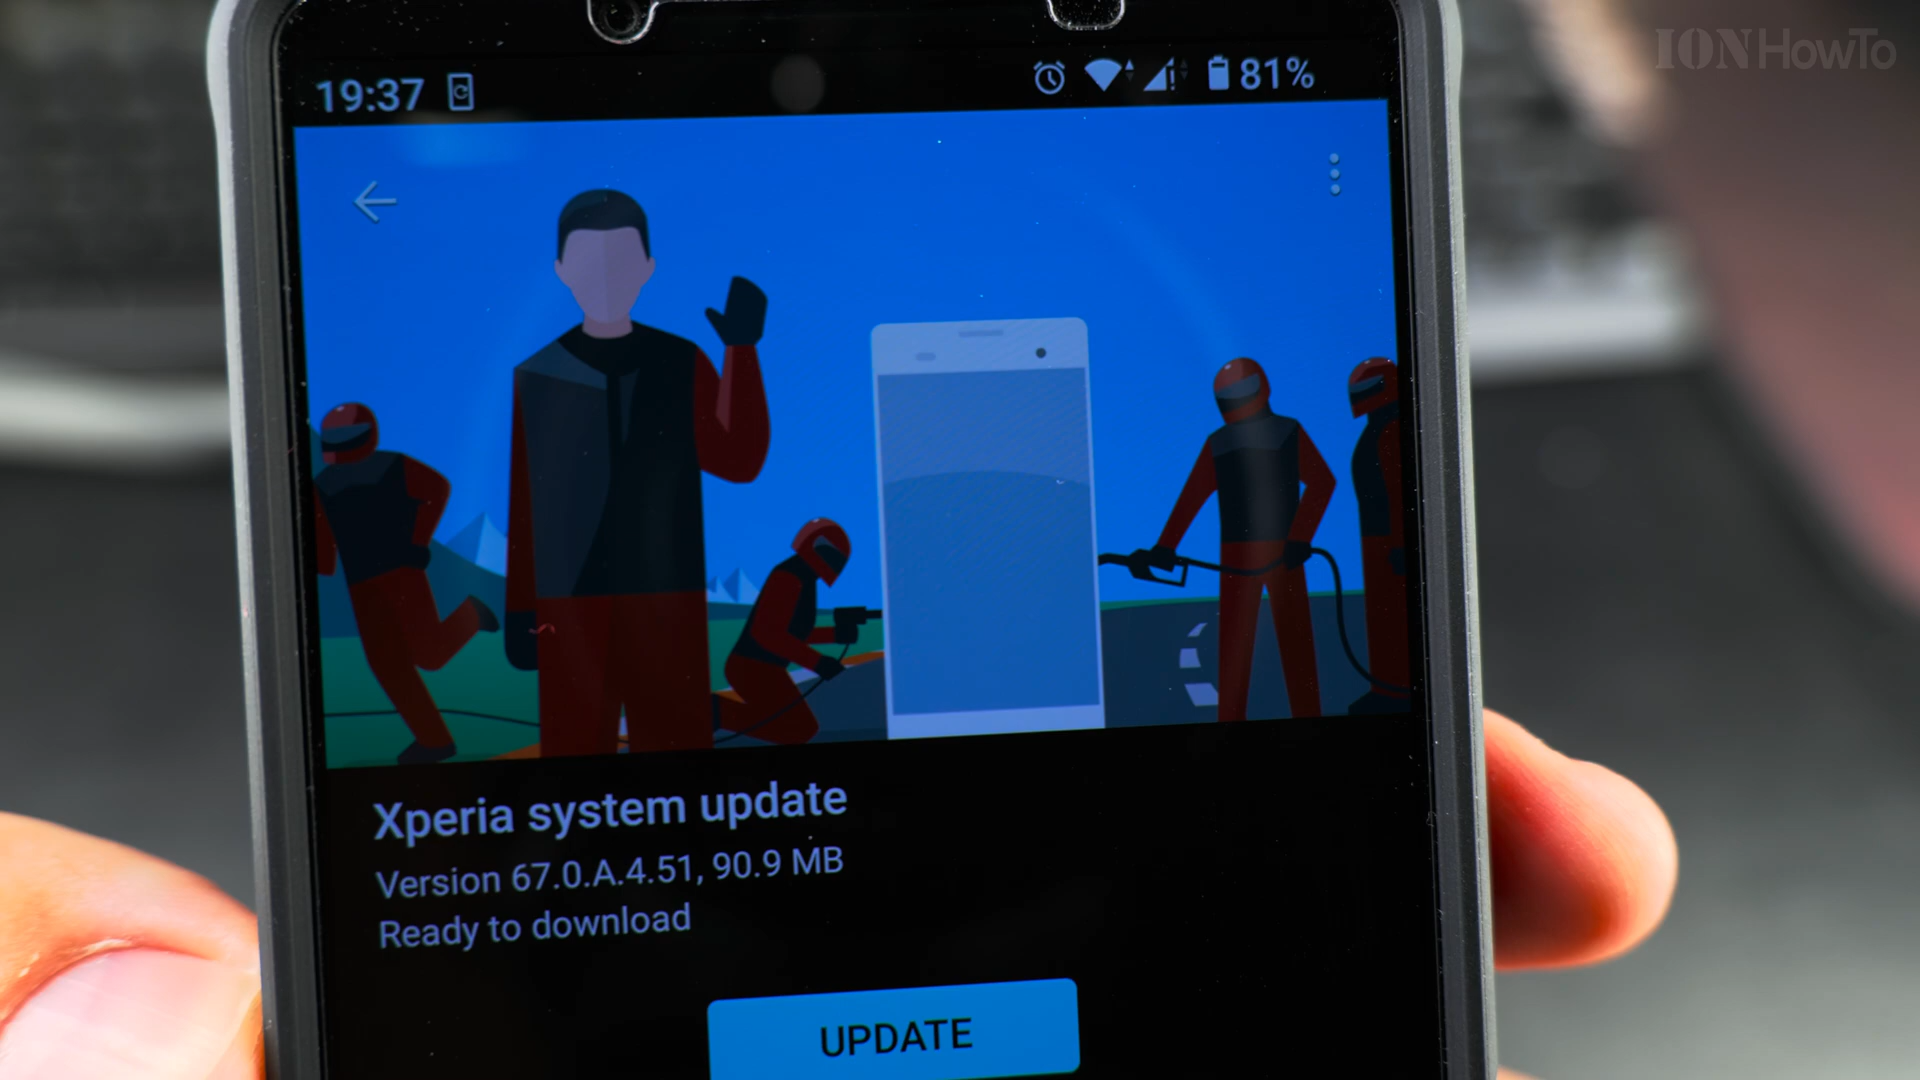 IONHowTo
19:37 81%
Xperia system update
Version 67.0.A.4.51, 90.9 MB
Ready to download
UPDATE